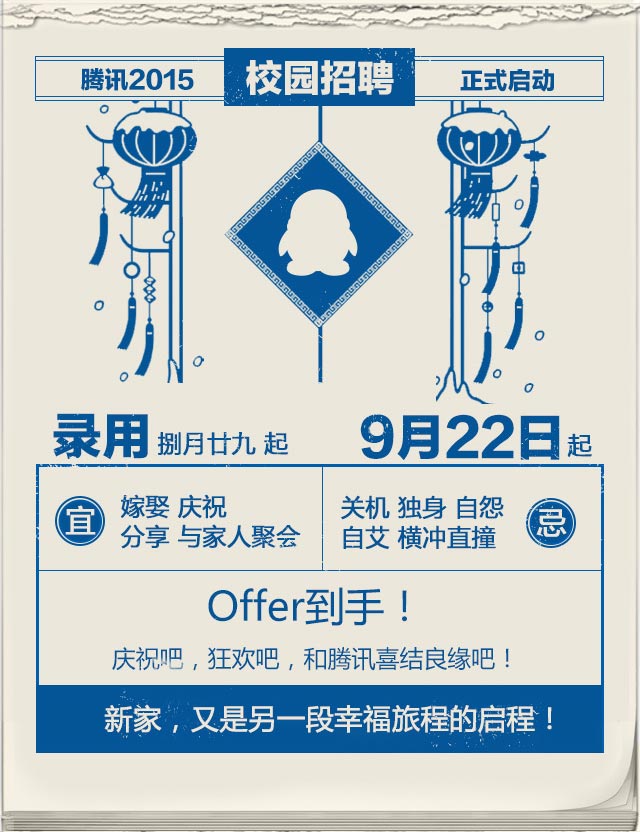 腾讯2015 校园招聘 正式启动
录用 捌月廿九 起 9月22日 起
宜
嫁娶 庆祝
分享 与家人聚会
关机 独身 自怨
自艾 横冲直撞
忌
Offer到手！
庆祝吧，狂欢吧，和腾讯喜结良缘吧！
新家，又是另一段幸福旅程的启程！